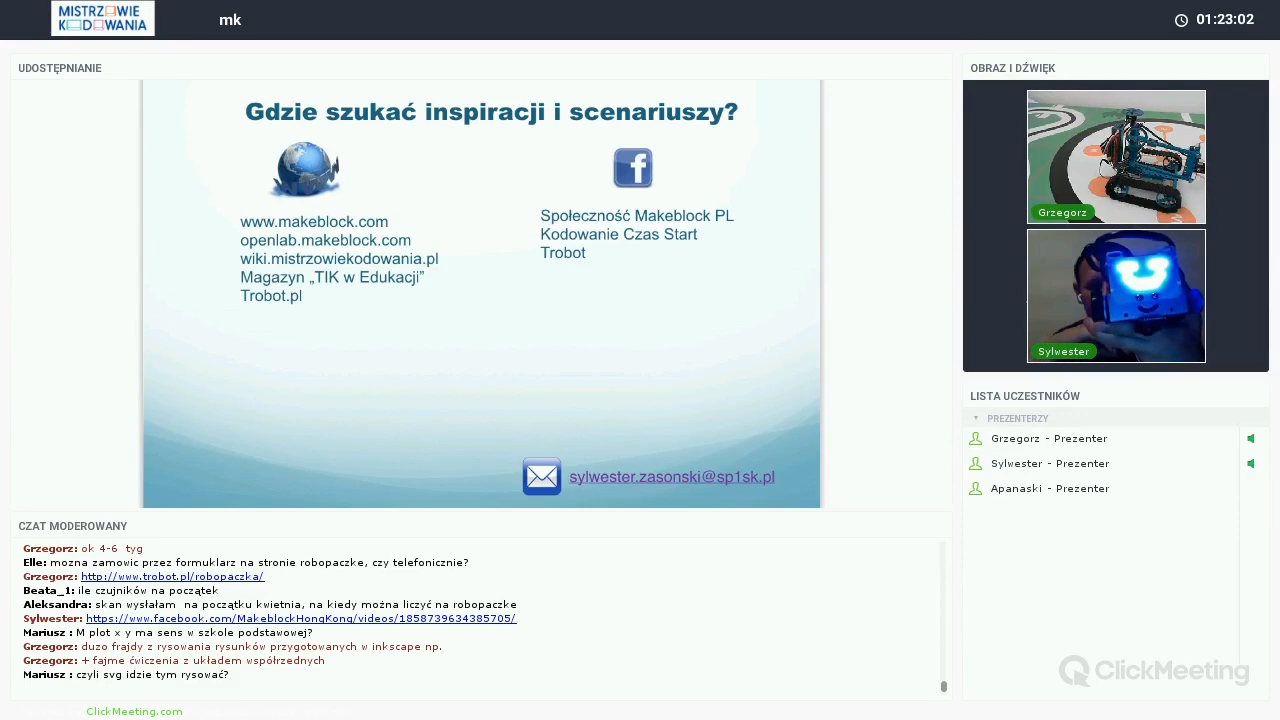 MISTRZOWIE
KODOWANIA
mk
01:23:02
UDOSTĘPNIANIE
Gdzie szukać inspiracji i scenariuszy?
www.makeblock.com
openlab.makeblock.com
wiki.mistrzowiekodowania.pl
Magazyn „TIK w Edukacji”
Trobot.pl
Społeczność Makeblock PL
Kodowanie Czas Start
Trobot
sylwester.zasonski@sp1sk.pl
OBRAZ I DŹWIĘK
Grzegorz
Sylwester
LISTA UCZESTNIKÓW
PREZENTERZY
Grzegorz - Prezenter
Sylwester - Prezenter
Apanaski - Prezenter
CZAT MODEROWANY
Grzegorz: ok 4-6 tyg
Elle: mozna zamowic przez formuklarz na stronie robopaczke, czy telefonicznie?
Grzegorz: http://www.trobot.pl/robopaczka/
Beata_1: ile czujników na początek
Aleksandra: skan wysłałam na początku kwietnia, na kiedy można liczyć na robopaczke
Sylwester: https://www.facebook.com/MakeblockHongKong/videos/1858739634385705/
Mariusz : M plot x y ma sens w szkole podstawowej?
Grzegorz: duzo frajdy z rysowania rysunków przygotowanych w inkscape np.
Grzegorz: + fajme ćwiczenia z układem współrzednych
Mariusz : czyli svg idzie tym rysować?
ClickMeeting
ClickMeeting.com